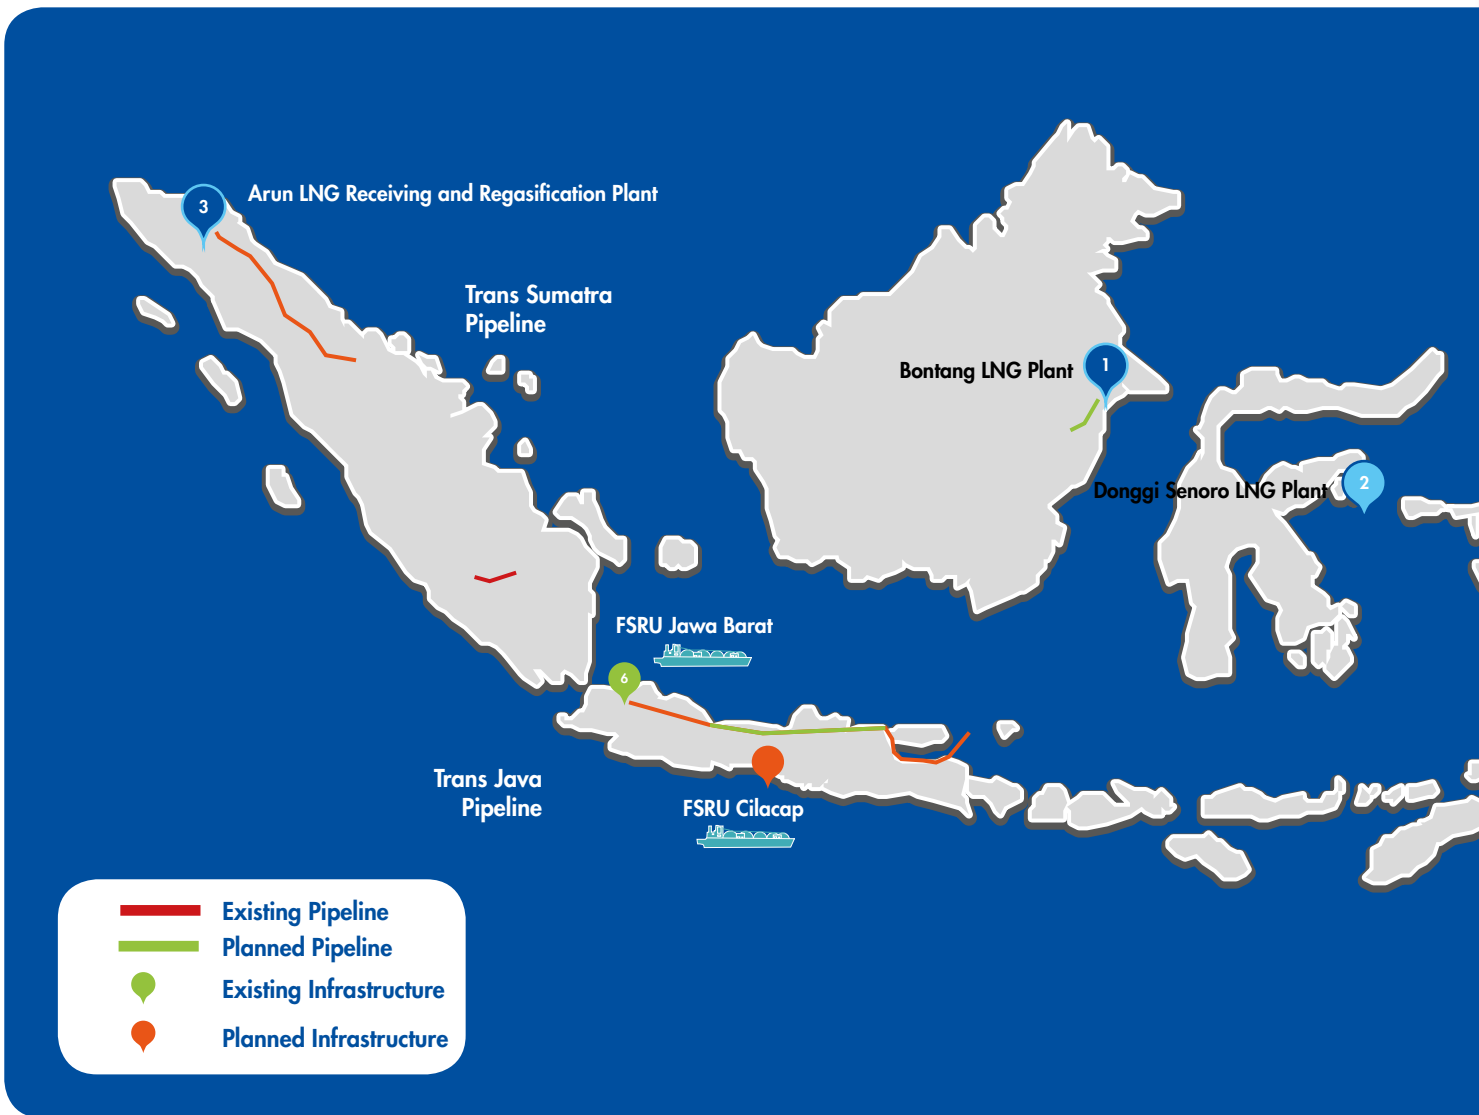 3
Arun LNG Receiving and Regasification Plant
Trans Sumatra
Pipeline
Bontang LNG Plant
1
Donggi Senoro LNG Plant
2
FSRU Jawa Barat
6
Trans Java
Pipeline
FSRU Cilacap
Existing Pipeline
Planned Pipeline
Existing Infrastructure
Planned Infrastructure